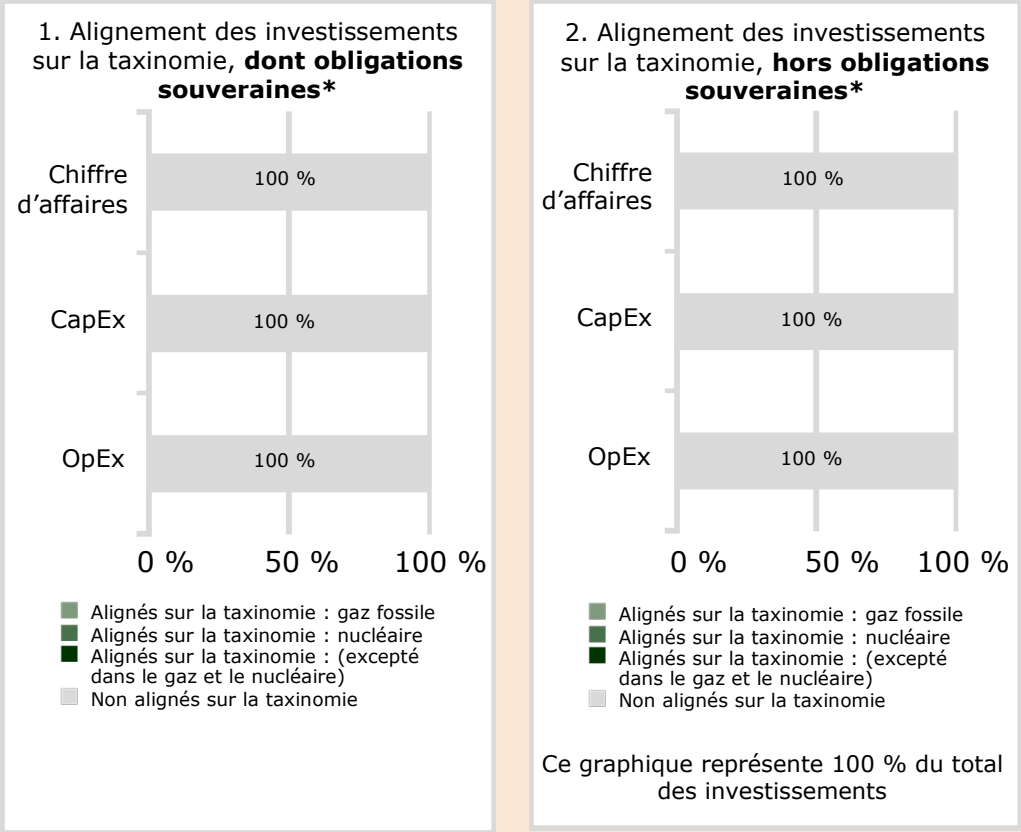 1. Alignement des investissements
sur la taxinomie, dont obligations
souveraines*
Chiffre
d’affaires
100 %
CapEx
100 %
OpEx
100 %
0 % 50 % 100 %
Alignés sur la taxinomie : gaz fossile
Alignés sur la taxinomie : nucléaire
Alignés sur la taxinomie : (excepté
dans le gaz et le nucléaire)
Non alignés sur la taxinomie
2. Alignement des investissements
sur la taxinomie, hors obligations
souveraines*
Chiffre
d’affaires
100 %
CapEx
100 %
OpEx
100 %
0 % 50 % 100 %
Alignés sur la taxinomie : gaz fossile
Alignés sur la taxinomie : nucléaire
Alignés sur la taxinomie : (excepté
dans le gaz et le nucléaire)
Non alignés sur la taxinomie
Ce graphique représente 100 % du total
des investissements